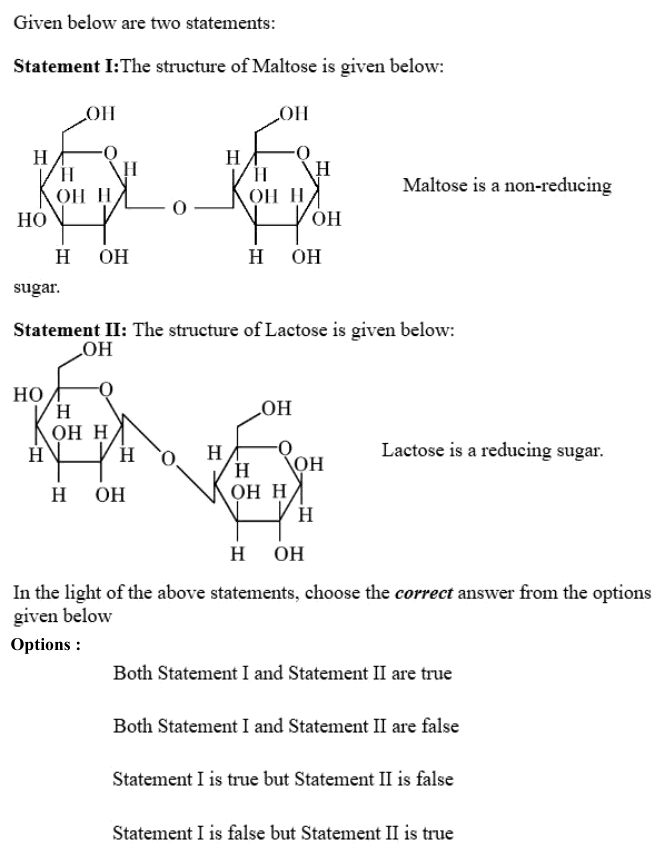 Given below are two statements:
Statement I:The structure of Maltose is given below:
OH OH
H O H O
H H H H
OH H OH H Maltose is a non-reducing
HO O OH
H OH H OH
sugar.
Statement II: The structure of Lactose is given below:
OH
HO O
H OH
OH H H O
H H O H OH Lactose is a reducing sugar.
H OH OH H
H
H OH
In the light of the above statements, choose the correct answer from the options
given below
Options :
Both Statement I and Statement II are true
Both Statement I and Statement II are false
Statement I is true but Statement II is false
Statement I is false but Statement II is true